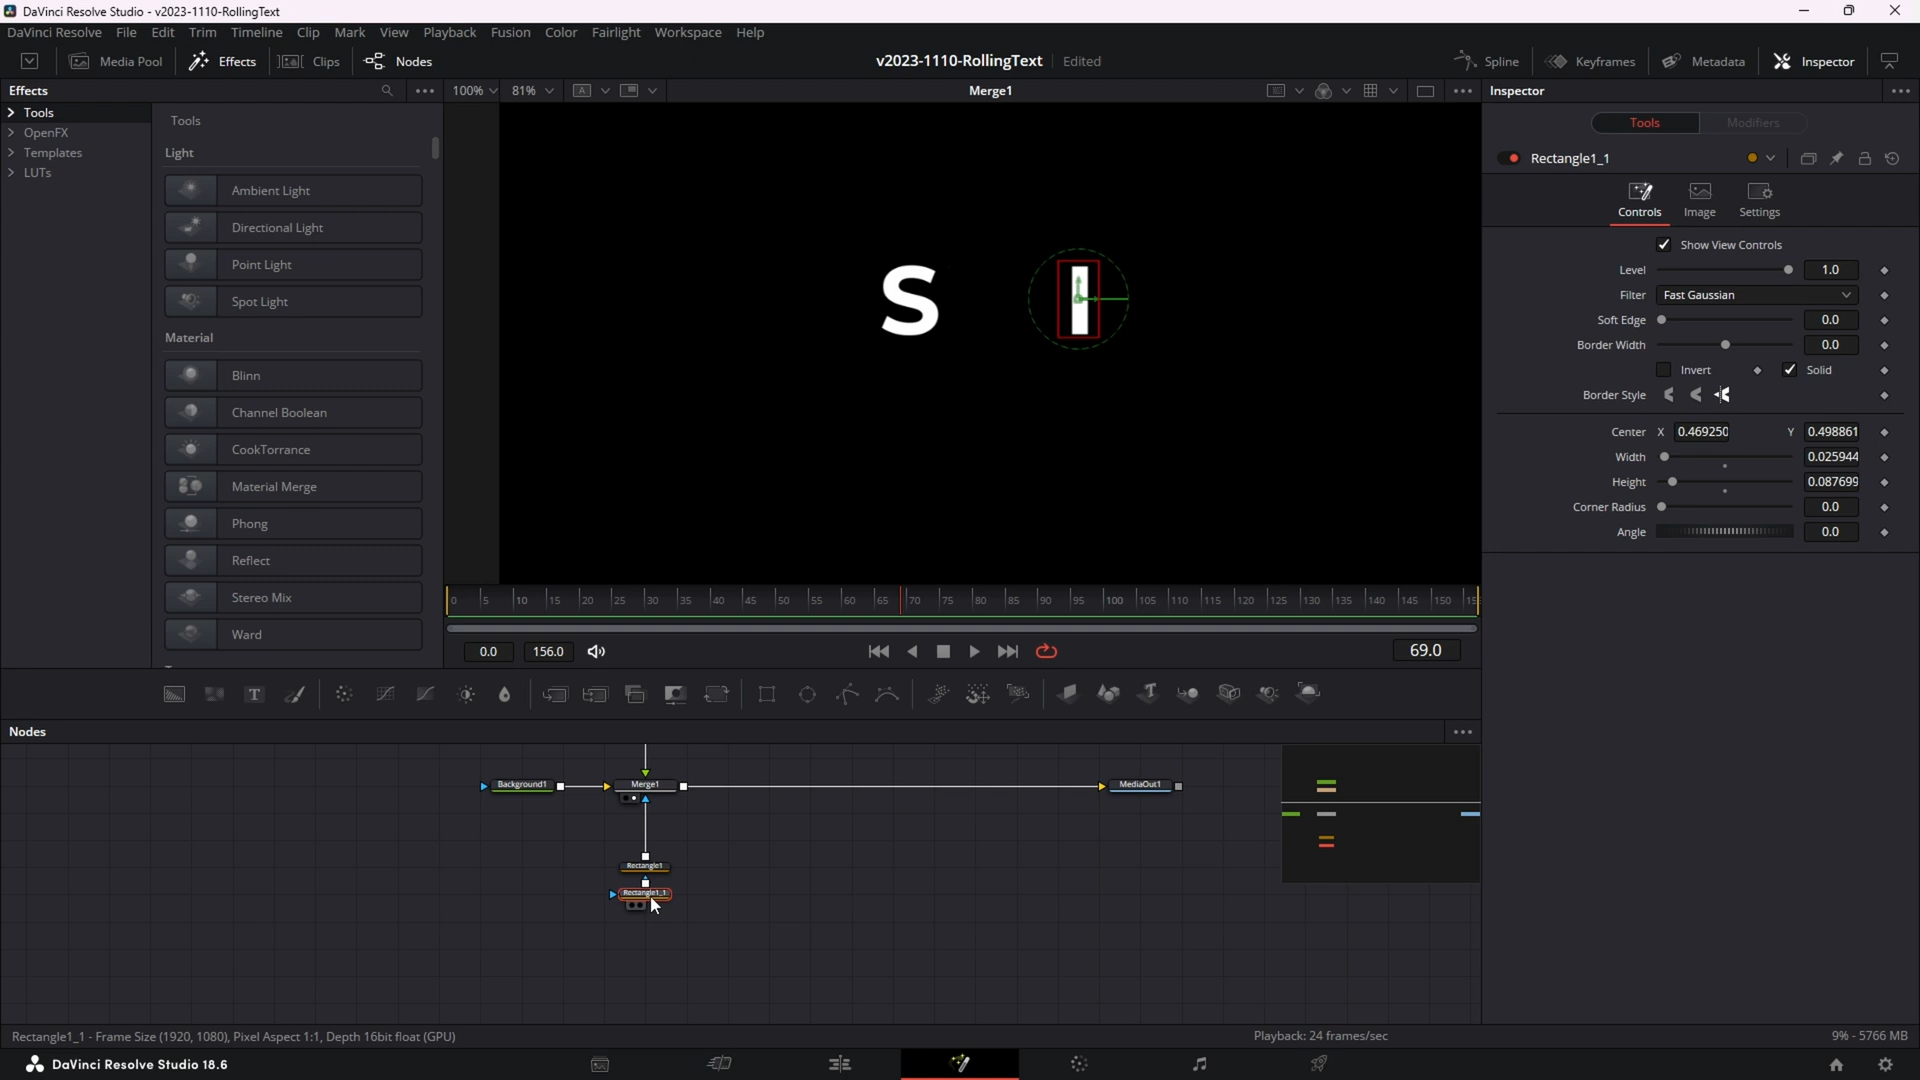 DaVinci Resolve Studio - v2023-1110-RollingText
DaVinci Resolve File Edit Trim Timeline Clip Mark View Playback Fusion Color Fairlight Workspace Help
Media Pool Effects Clips Nodes v2023-1110-RollingText Edited Spline Keyframes Metadata Inspector
Effects 100% 81% A Merge1 Inspector
Tools
OpenFX
Templates
LUTs
Tools
Light
Ambient Light
Directional Light
Point Light
Spot Light
Material
Blinn
Channel Boolean
CookTorrance
Material Merge
Phong
Reflect
Stereo Mix
Ward
S I
0 5 10 15 20 25 30 35 40 45 50 55 60 65 70 75 80 85 90 95 100 105 110 115 120 125 130 135 140 145 150 15
0.0 156.0 69.0
Tools Modifiers
Rectangle1_1
Controls Image Settings
Show View Controls
Level 1.0
Filter Fast Gaussian
Soft Edge 0.0
Border Width 0.0
Invert Solid
Border Style
Center X 0.469250 Y 0.498861
Width 0.025944
Height 0.087699
Corner Radius 0.0
Angle 0.0
T
Nodes
Background1 Merge1 MediaOut1
Rectangle1
Rectangle1_1
Rectangle1_1 - Frame Size (1920, 1080), Pixel Aspect 1:1, Depth 16bit float (GPU) Playback: 24 frames/sec 9% - 5766 MB
DaVinci Resolve Studio 18.6